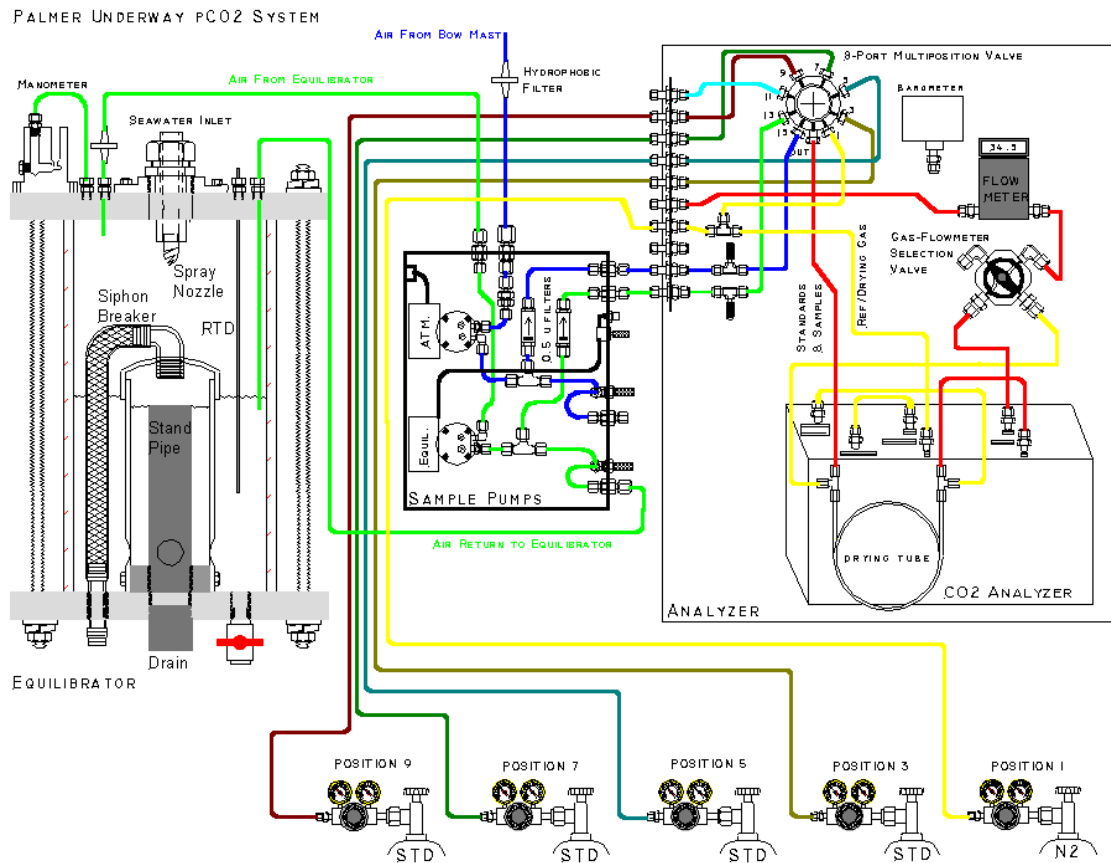 PALMER UNDERWAY PCO2 SYSTEM
AIR FROM BOW MAST
9-PORT MULTIPOSITION VALVE
MANOMETER
AIR FROM EQUILIBRATOR
HYDROPHOBIC
FILTER
BAROMETER
SEAWATER INLET
9
7
5
3
1
11
13
15
OUT
34.5
FLOW
METER
GAS-FLOWMETER
SELECTION
VALVE
Spray
Nozzle
Siphon
Breaker
RTD
ATM.
0.5 U FILTERS
STANDARDS
& SAMPLES
REF/DRYING GAS
Stand
Pipe
EQUIL.
SAMPLE PUMPS
AIR RETURN TO EQUILIBRATOR
DRYING TUBE
CO2 ANALYZER
ANALYZER
Drain
EQUILIBRATOR
POSITION 9
POSITION 7
POSITION 5
POSITION 3
POSITION 1
STD
STD
STD
STD
N2